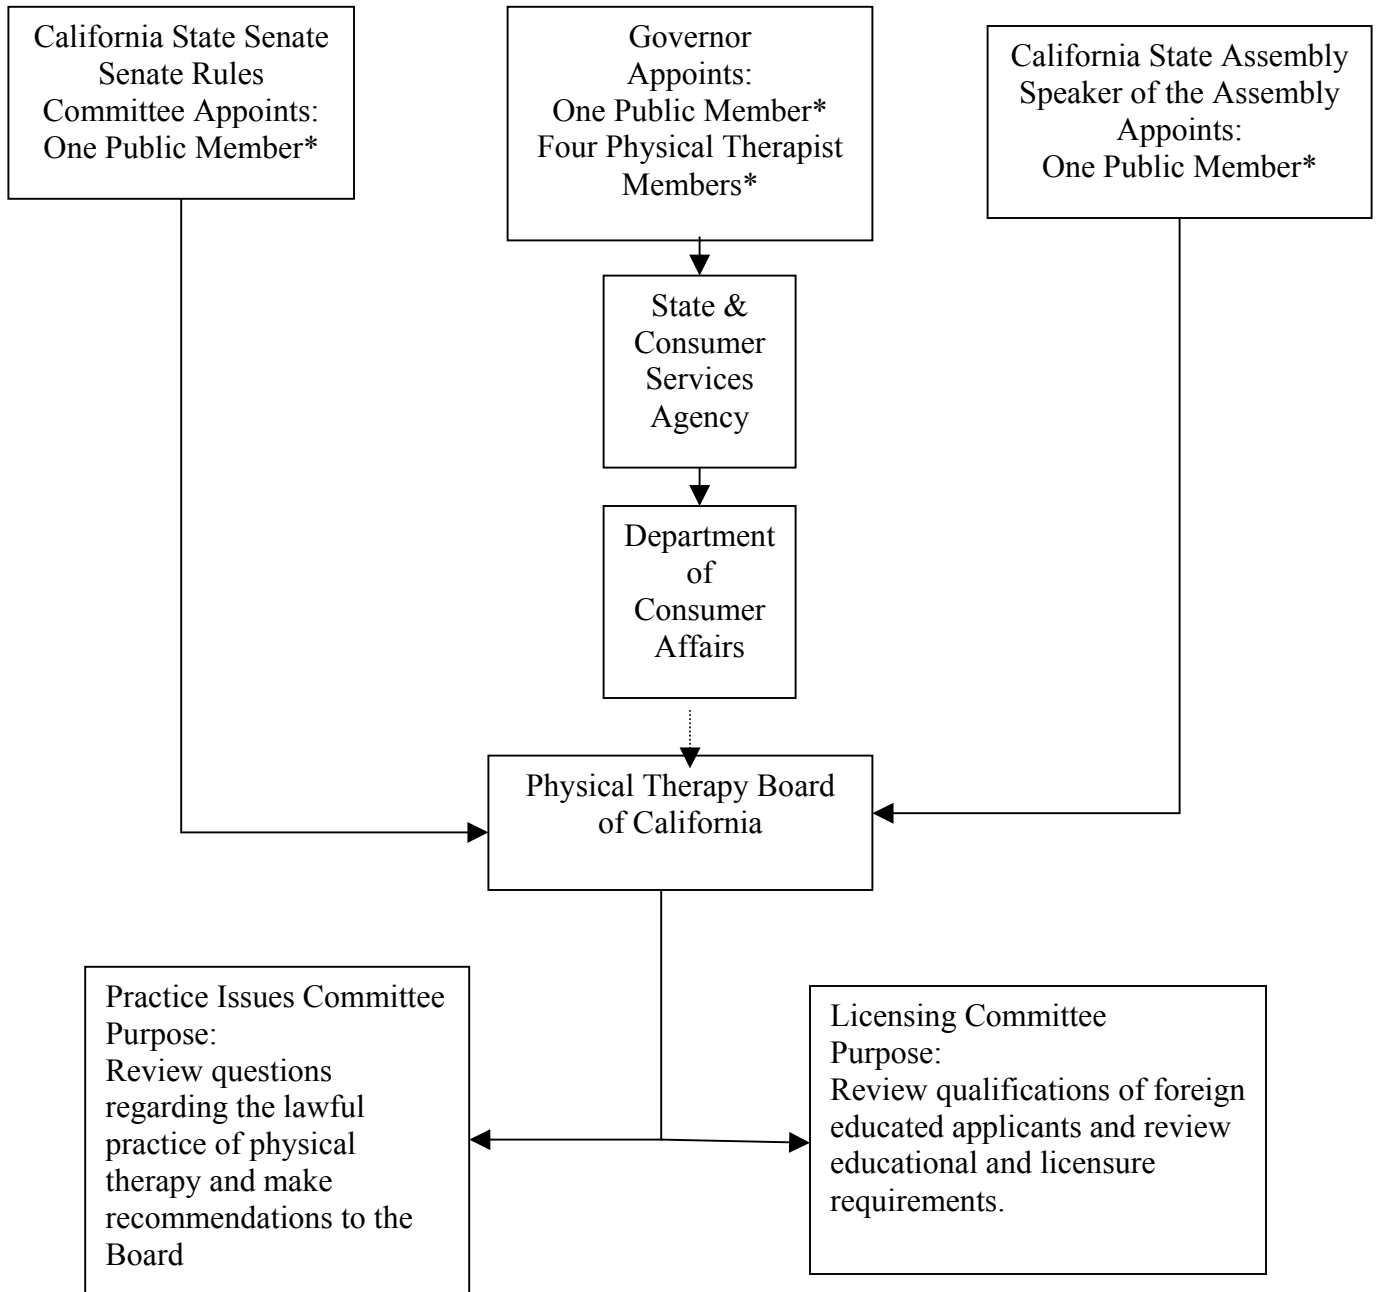 California State Senate
Senate Rules
Committee Appoints:
One Public Member*
Governor
Appoints:
One Public Member*
Four Physical Therapist
Members*
California State Assembly
Speaker of the Assembly
Appoints:
One Public Member*
State &
Consumer
Services
Agency
Department
of
Consumer
Affairs
Physical Therapy Board
of California
Practice Issues Committee
Purpose:
Review questions
regarding the lawful
practice of physical
therapy and make
recommendations to the
Board
Licensing Committee
Purpose:
Review qualifications of foreign
educated applicants and review
educational and licensure
requirements.